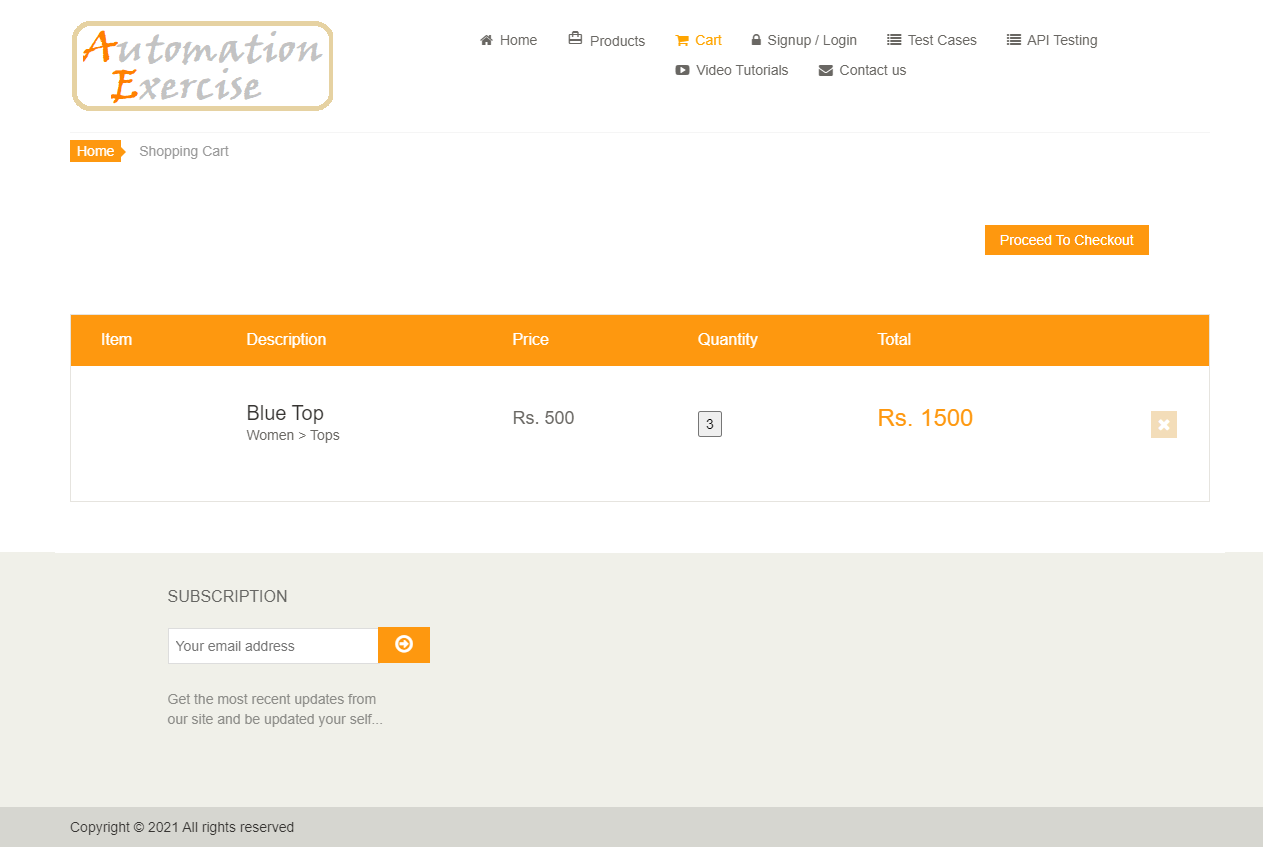 Automation
Exercise
Home Products Cart Signup / Login Test Cases API Testing
Video Tutorials Contact us
Home Shopping Cart
Proceed To Checkout
Item Description Price Quantity Total
Blue Top Rs. 500 3 Rs. 1500
Women > Tops
SUBSCRIPTION
Your email address
Get the most recent updates from
our site and be updated your self...
Copyright © 2021 All rights reserved